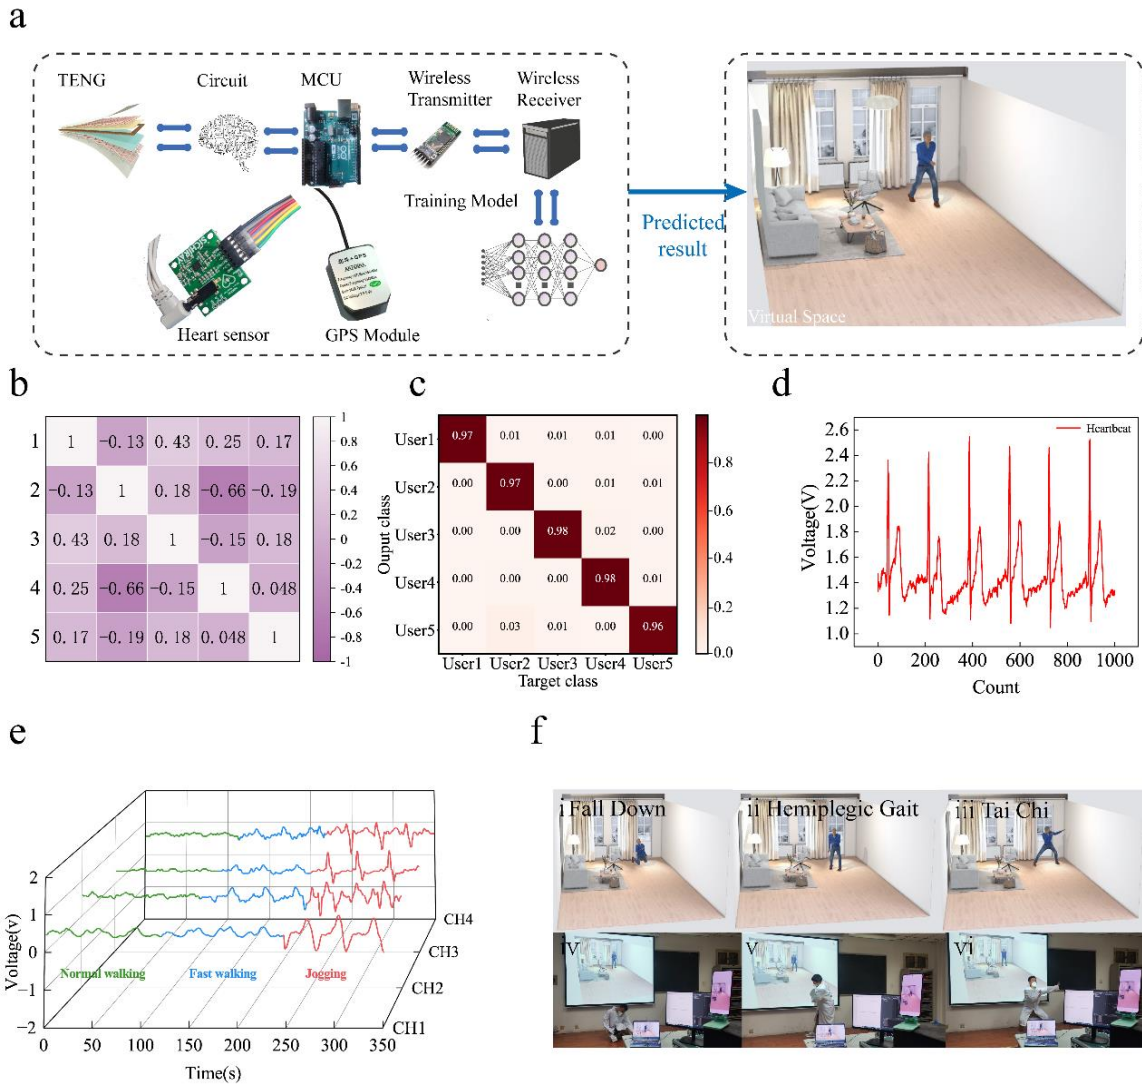 a
TENG
Circuit
MCU
Wireless
Transmitter
Wireless
Receiver
Training Model
Heart sensor
GPS Module
Predicted
result
Virtual Space
b
1 1 -0.13 0.43 0.25 0.17
2 -0.13 1 0.18 -0.66 -0.19
3 0.43 0.18 1 -0.15 0.18
4 0.25 -0.66 -0.15 1 0.048
5 0.17 -0.19 0.18 0.048 1
1
0.8
0.6
0.4
0.2
0
-0.2
-0.4
-0.6
-0.8
-1
c
Ouput class
User1 0.97 0.01 0.01 0.01 0.00
User2 0.00 0.97 0.00 0.01 0.01
User3 0.00 0.00 0.98 0.02 0.00
User4 0.00 0.00 0.00 0.98 0.01
User5 0.00 0.03 0.01 0.00 0.96
User1 User2 User3 User4 User5
Target class
0.8
0.6
0.4
0.2
0.0
d
Heartbeat
Voltage(V)
2.6
2.4
2.2
2.0
1.8
1.6
1.4
1.2
1.0
0 200 400 600 800 1000
Count
e
Voltage(v)
2
1
0
−1
−2
Normal walking
Fast walking
Jogging
CH4
CH3
CH2
CH1
0 50 100 150 200 250 300 350
Time(s)
f
i Fall Down
ii Hemiplegic Gait
iii Tai Chi
iv
v
vi